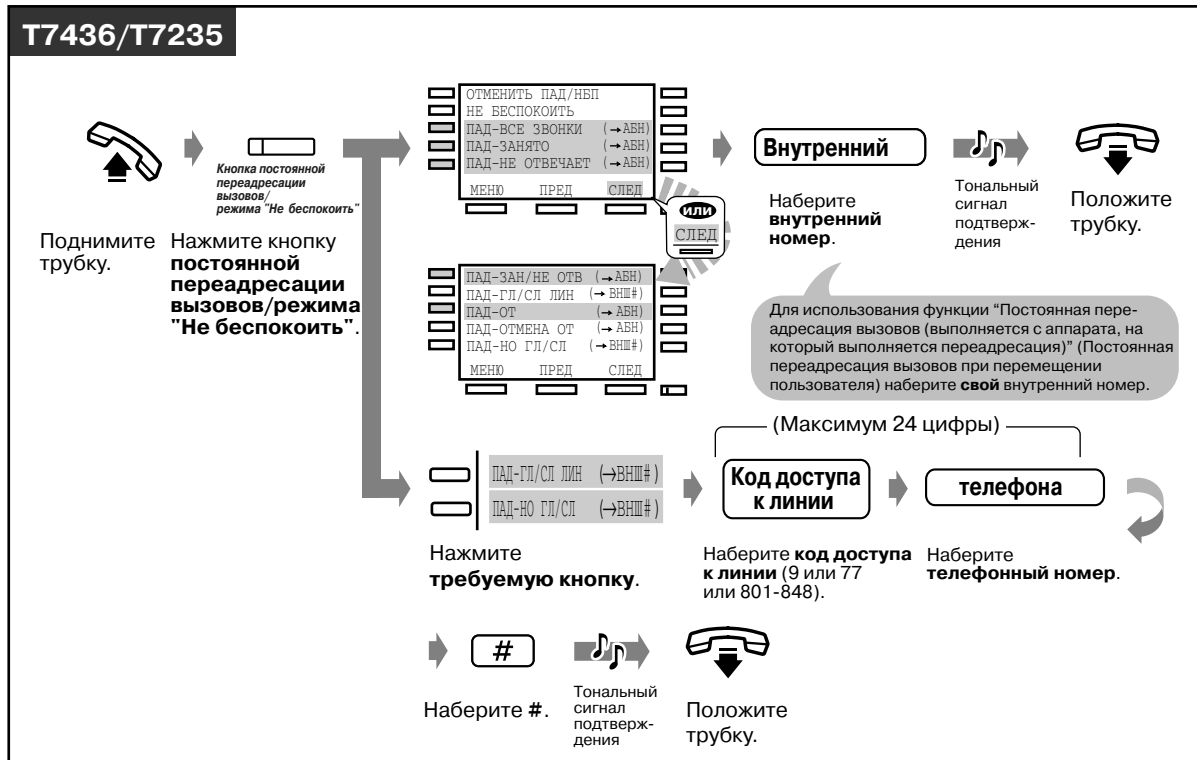 T7436/T7235
ОТМЕНИТЬ ПАД/НБП
НЕ БЕСПОКОИТЬ
ПАД-ВСЕ ЗВОНКИ (→АБН)
ПАД-ЗАНЯТО (→АБН)
ПАД-НЕ ОТВЕЧАЕТ (→АБН)
МЕНЮ ПРЕД СЛЕД
или
СЛЕД
Кнопка постоянной
переадресации
вызовов/
режима "Не беспокоить"
Поднимите
трубку.
Нажмите кнопку
постоянной
переадресации
вызовов/режима
"Не беспокоить".
Внутренний
Наберите
внутренний
номер.
Тональный
сигнал
подтверж-
дения
Положите
трубку.
ПАД-ЗАН/НЕ ОТВ (→АБН)
ПАД-ГЛ/СЛ ЛИН (→ВНШ#)
ПАД-ОТ (→АБН)
ПАД-ОТМЕНА ОТ (→АБН)
ПАД-НО ГЛ/СЛ (→ВНШ#)
МЕНЮ ПРЕД СЛЕД
Для использования функции “Постоянная пере-
адресация вызовов (выполняется с аппарата, на
который выполняется переадресация)” (Постоянная
переадресация вызовов при перемещении
пользователя) наберите свой внутренний номер.
(Максимум 24 цифры)
ПАД-ГЛ/СЛ ЛИН (→ВНШ#)
ПАД-НО ГЛ/СЛ (→ВНШ#)
Код доступа
к линии
телефона
Нажмите
требуемую кнопку.
Наберите код доступа
к линии (9 или 77
или 801-848).
Наберите
телефонный номер.
#
Наберите #.
Тональный
сигнал
подтверж-
дения
Положите
трубку.